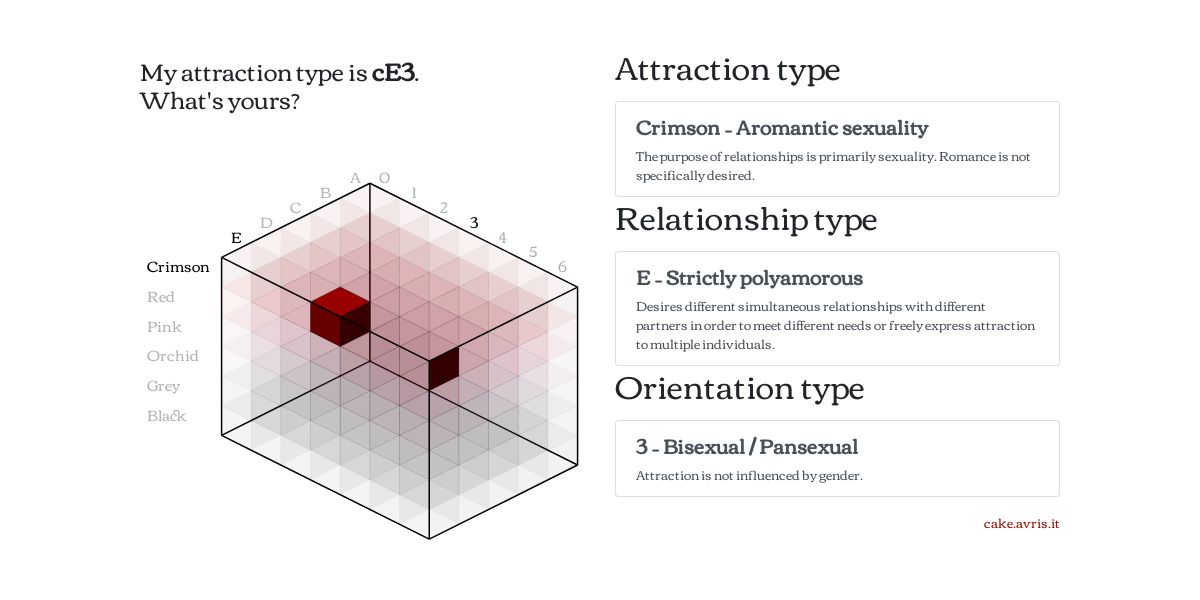 My attraction type is cE3.
What's yours?
A
O
B
1
C
2
D
3
E
4
5
6
Crimson
Red
Pink
Orchid
Grey
Black
Attraction type
Crimson - Aromantic sexuality
The purpose of relationships is primarily sexuality. Romance is not
specifically desired.
Relationship type
E - Strictly polyamorous
Desires different simultaneous relationships with different
partners in order to meet different needs or freely express attraction
to multiple individuals.
Orientation type
3 - Bisexual / Pansexual
Attraction is not influenced by gender.
cake.avris.it